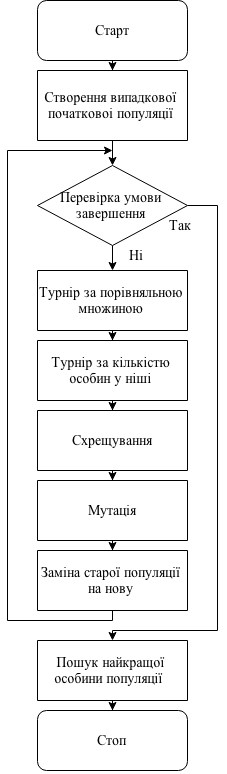 Старт
Створення випадкової
початкової популяції
Перевірка умови
завершення
Так
Ні
Турнір за порівняльною
множиною
Турнір за кількістю
особин у ніші
Схрещування
Мутація
Заміна старої популяції
на нову
Пошук найкращої
особини популяції
Стоп